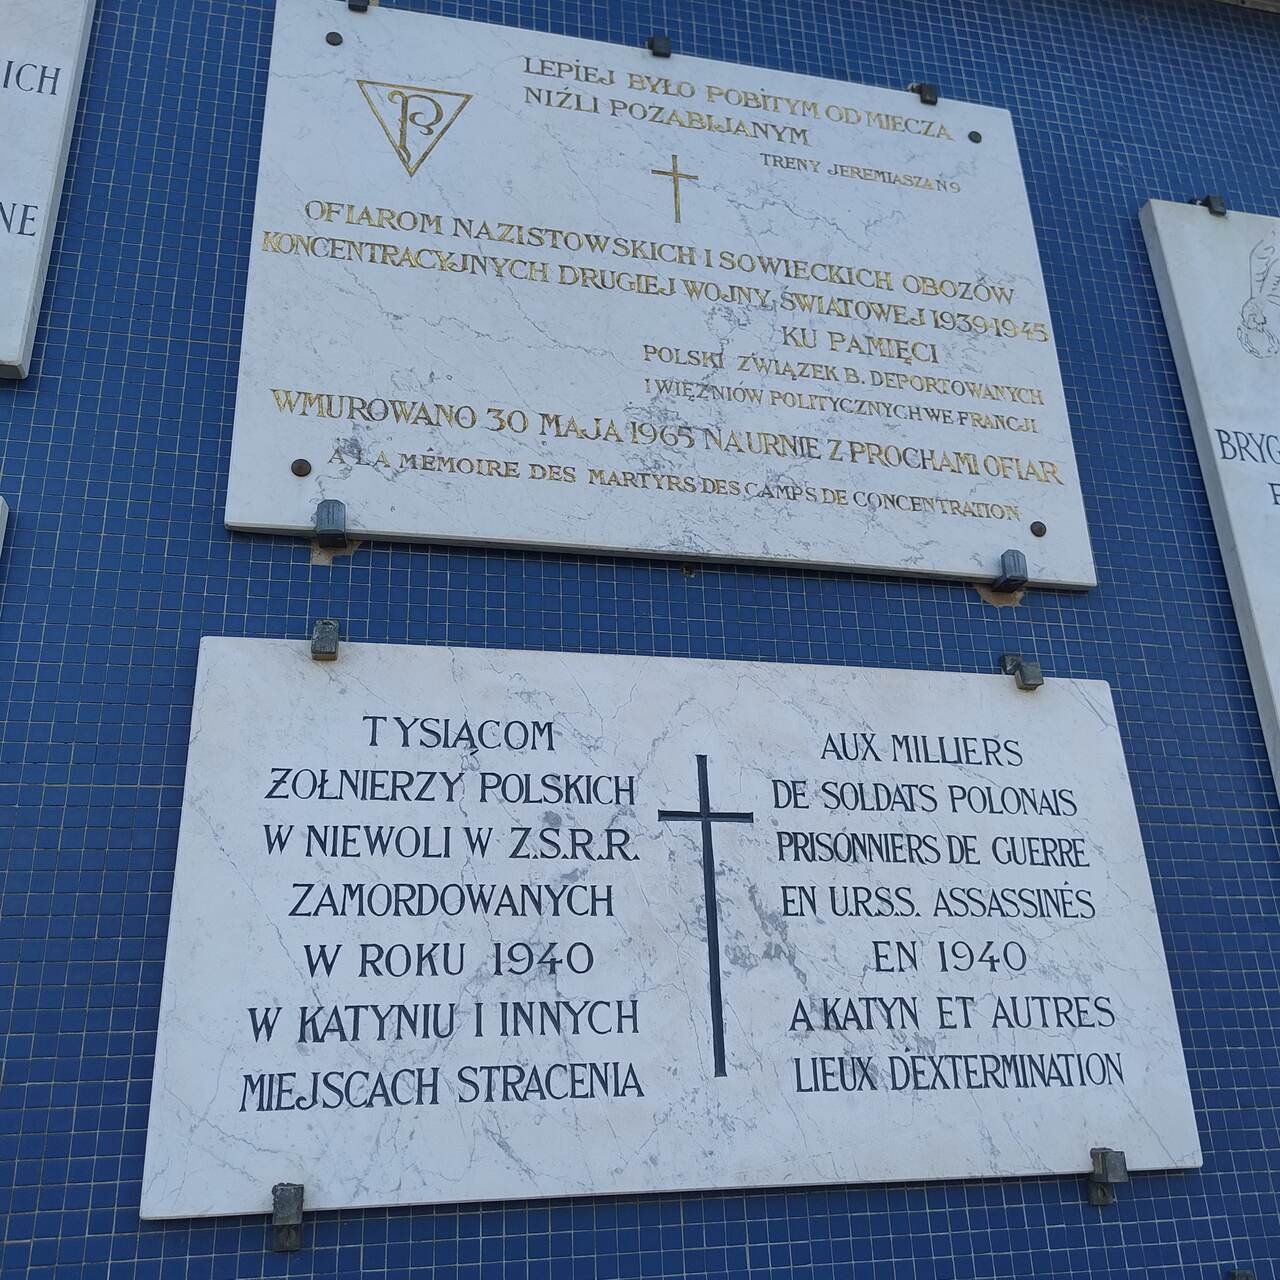 ICH
NE
P
LEPIEJ BYŁO POBITYM OD MIECZA
NIŹLI POZABIJANYM
TRENY JEREMIASZA N 9
OFIAROM NAZISTOWSKICH I SOWIECKICH OBOZÓW
KONCENTRACYJNYCH DRUGIEJ WOJNY ŚWIATOWEJ 1939-1945
KU PAMIĘCI
POLSKI ZWIĄZEK B. DEPORTOWANYCH
I WIĘŹNIÓW POLITYCZNYCH WE FRANCJI
WMUROWANO 30 MAJA 1965 NA URNIE Z PROCHAMI OFIAR
A LA MÉMOIRE DES MARTYRS DES CAMPS DE CONCENTRATION
BRYG
TYSIĄCOM
ŻOŁNIERZY POLSKICH
W NIEWOLI W Z.S.R.R.
ZAMORDOWANYCH
W ROKU 1940
W KATYNIU I INNYCH
MIEJSCACH STRACENIA
AUX MILLIERS
DE SOLDATS POLONAIS
PRISONNIERS DE GUERRE
EN U.R.S.S. ASSASSINÉS
EN 1940
A KATYN ET AUTRES
LIEUX D'EXTERMINATION